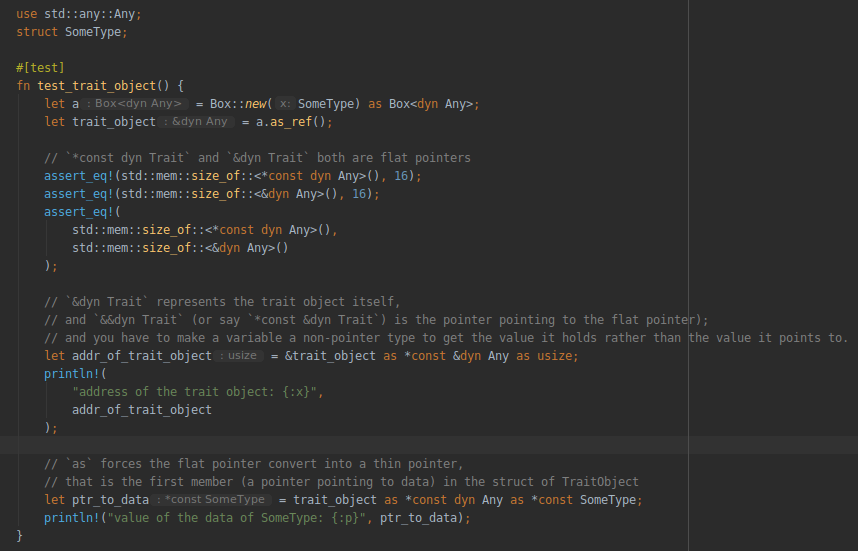 use std::any::Any;
struct SomeType;
#[test]
fn test_trait_object() {
let a : Box<dyn Any> = Box::new( x: SomeType) as Box<dyn Any>;
let trait_object : &dyn Any = a.as_ref();
// `*const dyn Trait` and `&dyn Trait` both are flat pointers
assert_eq!(std::mem::size_of::<*const dyn Any>(), 16);
assert_eq!(std::mem::size_of::<&dyn Any>(), 16);
assert_eq!(
std::mem::size_of::<*const dyn Any>(),
std::mem::size_of::<&dyn Any>()
);
// `&dyn Trait` represents the trait object itself,
// and `&&dyn Trait` (or say `*const &dyn Trait`) is the pointer pointing to the flat pointer);
// and you have to make a variable a non-pointer type to get the value it holds rather than the value it points to.
let addr_of_trait_object : usize = &trait_object as *const &dyn Any as usize;
println!(
"address of the trait object: {:x}",
addr_of_trait_object
);
// `as` forces the flat pointer convert into a thin pointer,
// that is the first member (a pointer pointing to data) in the struct of TraitObject
let ptr_to_data : *const SomeType = trait_object as *const dyn Any as *const SomeType;
println!("value of the data of SomeType: {:p}", ptr_to_data);
}